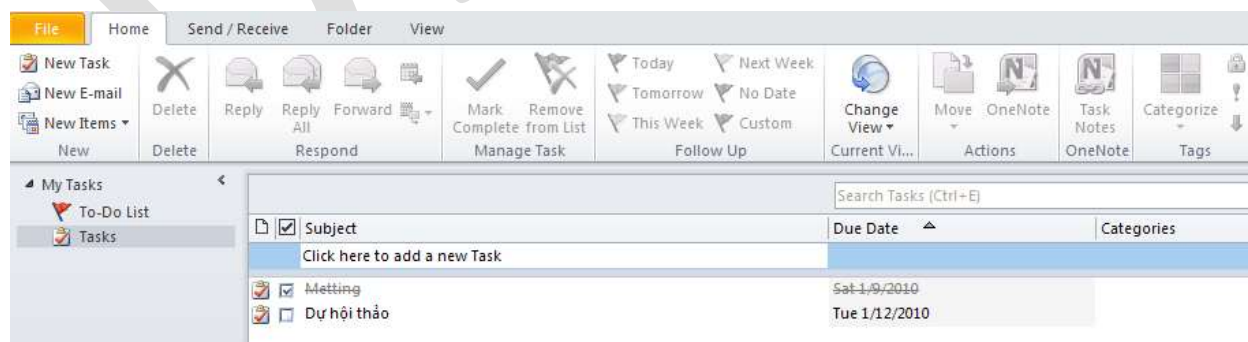 File Home Send / Receive Folder View
New Task
New E-mail
New Items
New
Delete
Delete
Reply
Reply All
Forward
Respond
Mark Complete
Remove from List
Manage Task
Today
Next Week
Tomorrow
No Date
This Week
Custom
Follow Up
Change View
Current Vi...
Move
OneNote
Actions
Task Notes
OneNote
Categorize
Tags
My Tasks
To-Do List
Tasks
Search Tasks (Ctrl+E)
Subject Due Date Categories
Click here to add a new Task
Metting Sat 1/9/2010
Dự hội thảo Tue 1/12/2010